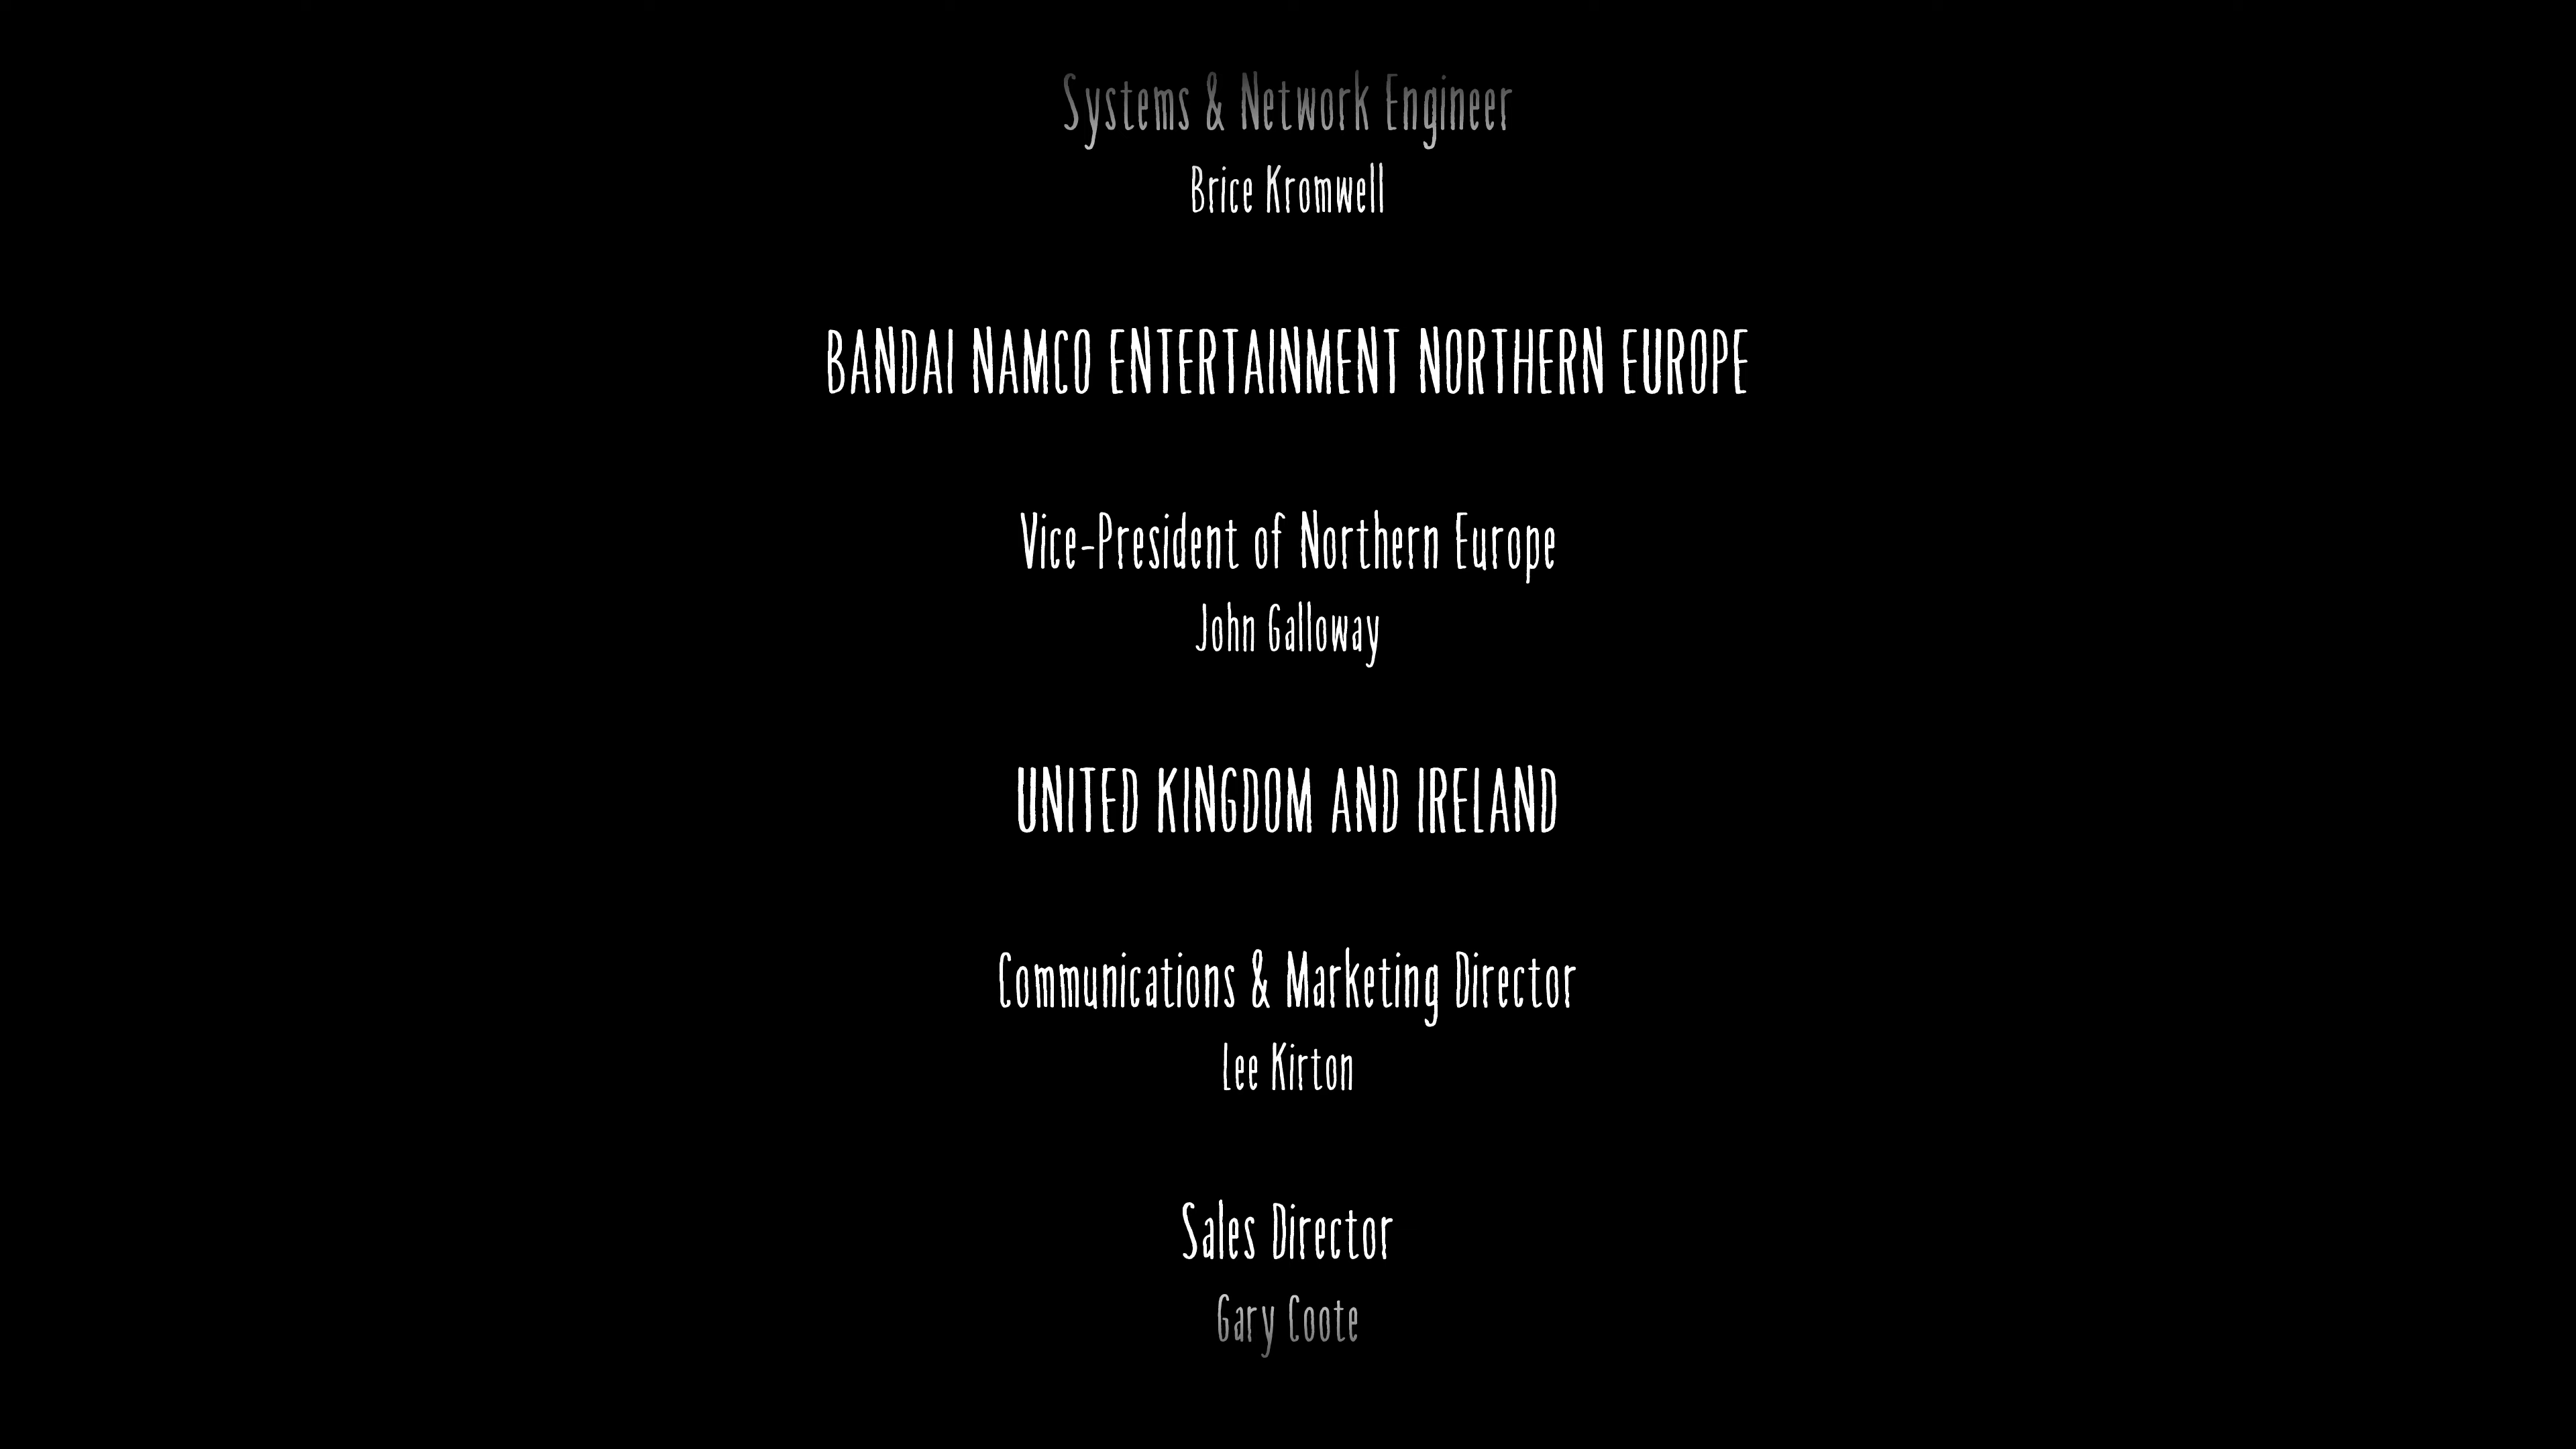 Systems & Network Engineer
Brice Kromwell
BANDAI NAMCO ENTERTAINMENT NORTHERN EUROPE
Vice-President of Northern Europe
John Galloway
UNITED KINGDOM AND IRELAND
Communications & Marketing Director
Lee Kirton
Sales Director
Gary Coote